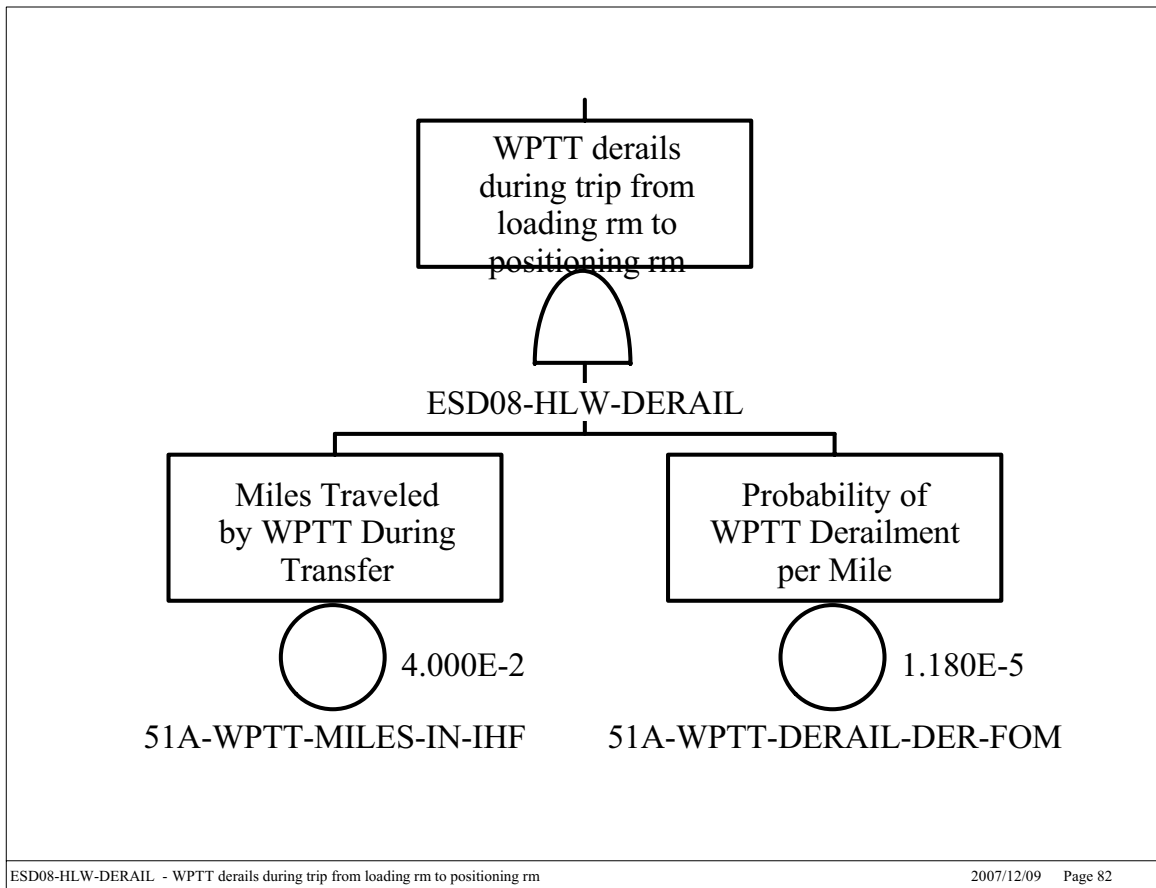 WPTT derails
during trip from
loading rm to
positioning rm
ESD08-HLW-DERAIL
Miles Traveled
by WPTT During
Transfer
4.000E-2
51A-WPTT-MILES-IN-IHF
Probability of
WPTT Derailment
per Mile
1.180E-5
51A-WPTT-DERAIL-DER-FOM
ESD08-HLW-DERAIL - WPTT derails during trip from loading rm to positioning rm
2007/12/09 Page 82